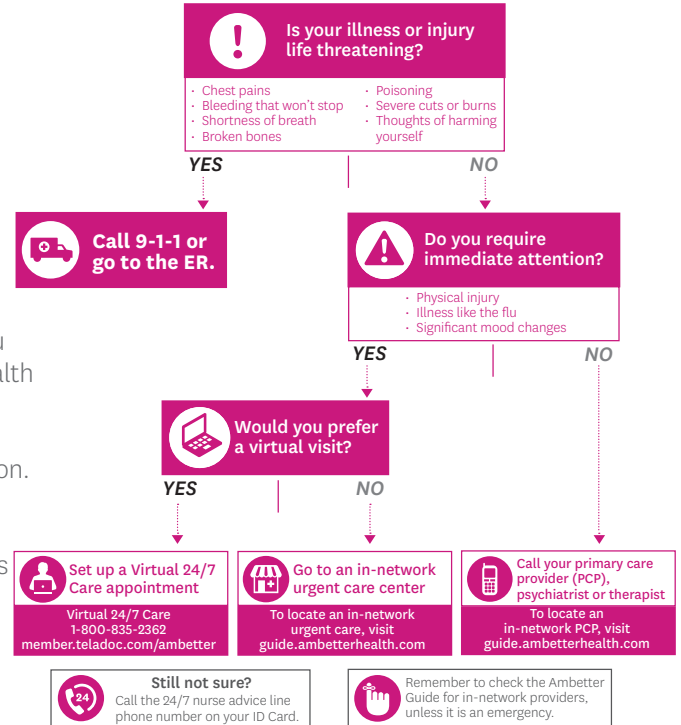 Is your illness or injury
life threatening?
· Chest pains
· Bleeding that won't stop
· Shortness of breath
· Broken bones
· Poisoning
· Severe cuts or burns
· Thoughts of harming
yourself
YES
NO
Call 9-1-1 or
go to the ER.
Do you require
immediate attention?
· Physical injury
· Illness like the flu
· Significant mood changes
YES
NO
Would you prefer
a virtual visit?
YES
NO
Set up a Virtual 24/7
Care appointment
Virtual 24/7 Care
1-800-835-2362
member.teladoc.com/ambetter
Go to an in-network
urgent care center
To locate an in-network
urgent care, visit
guide.ambetterhealth.com
Call your primary care
provider (PCP),
psychiatrist or therapist
To locate an
in-network PCP, visit
guide.ambetterhealth.com
24
Still not sure?
Call the 24/7 nurse advice line
phone number on your ID Card.
Remember to check the Ambetter
Guide for in-network providers,
unless it is an emergency.